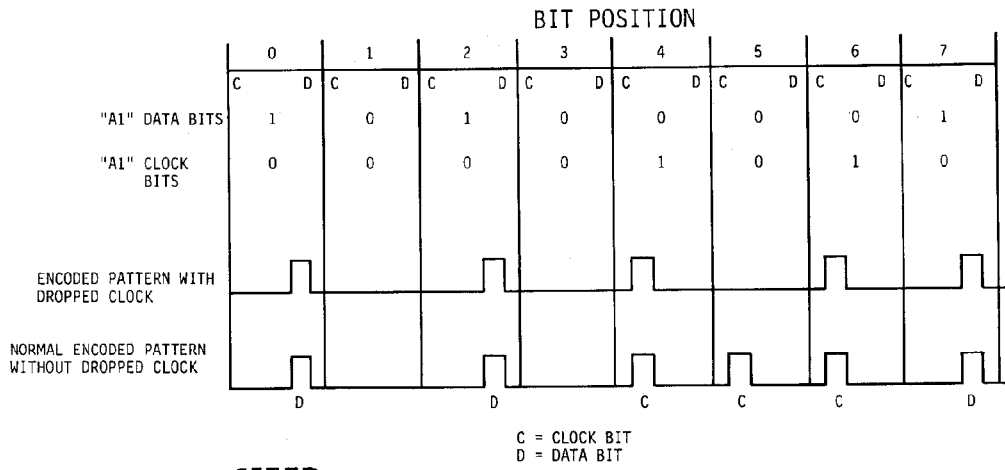 BIT POSITION
0 1 2 3 4 5 6 7
C D C D C D C D C D C D C D C D
"A1" DATA BITS 1 0 1 0 0 0 0 1
"A1" CLOCK BITS 0 0 0 0 1 0 1 0
ENCODED PATTERN WITH
DROPPED CLOCK
NORMAL ENCODED PATTERN
WITHOUT DROPPED CLOCK
D D C C C D
C = CLOCK BIT
D = DATA BIT